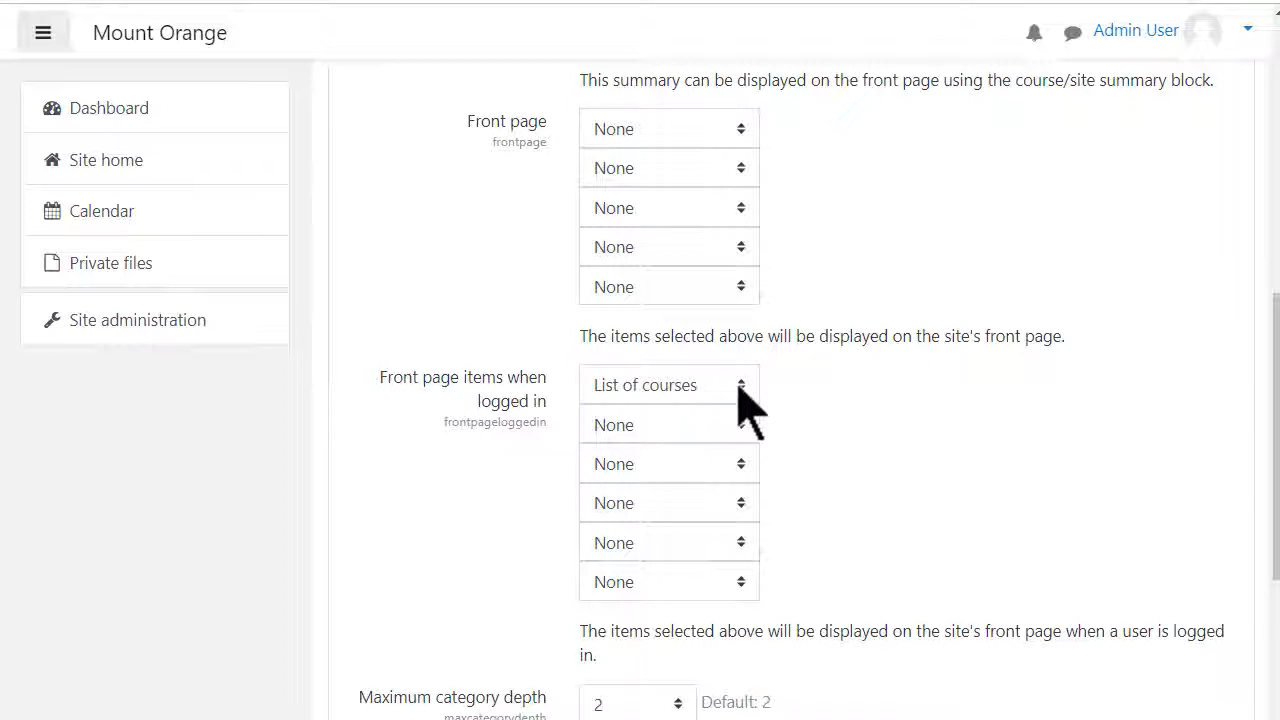 Mount Orange
Admin User
Dashboard
Site home
Calendar
Private files
Site administration
This summary can be displayed on the front page using the course/site summary block.
Front page
frontpage
None
None
None
None
None
The items selected above will be displayed on the site's front page.
Front page items when
logged in
frontpageloggedin
List of courses
None
None
None
None
None
The items selected above will be displayed on the site's front page when a user is logged
in.
Maximum category depth
maxcategorydepth
2
Default: 2